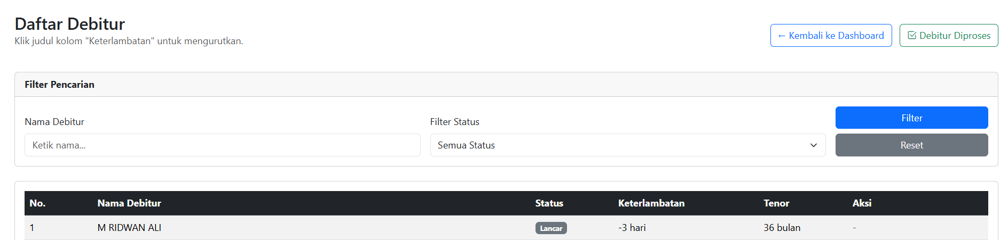 Daftar Debitur
Klik judul kolom "Keterlambatan" untuk mengurutkan.
← Kembali ke Dashboard
Debitur Diproses
Filter Pencarian
Nama Debitur
Filter Status
Filter
Ketik nama...
Semua Status
Reset
No. Nama Debitur Status Keterlambatan Tenor Aksi
1 M RIDWAN ALI Lancar -3 hari 36 bulan -